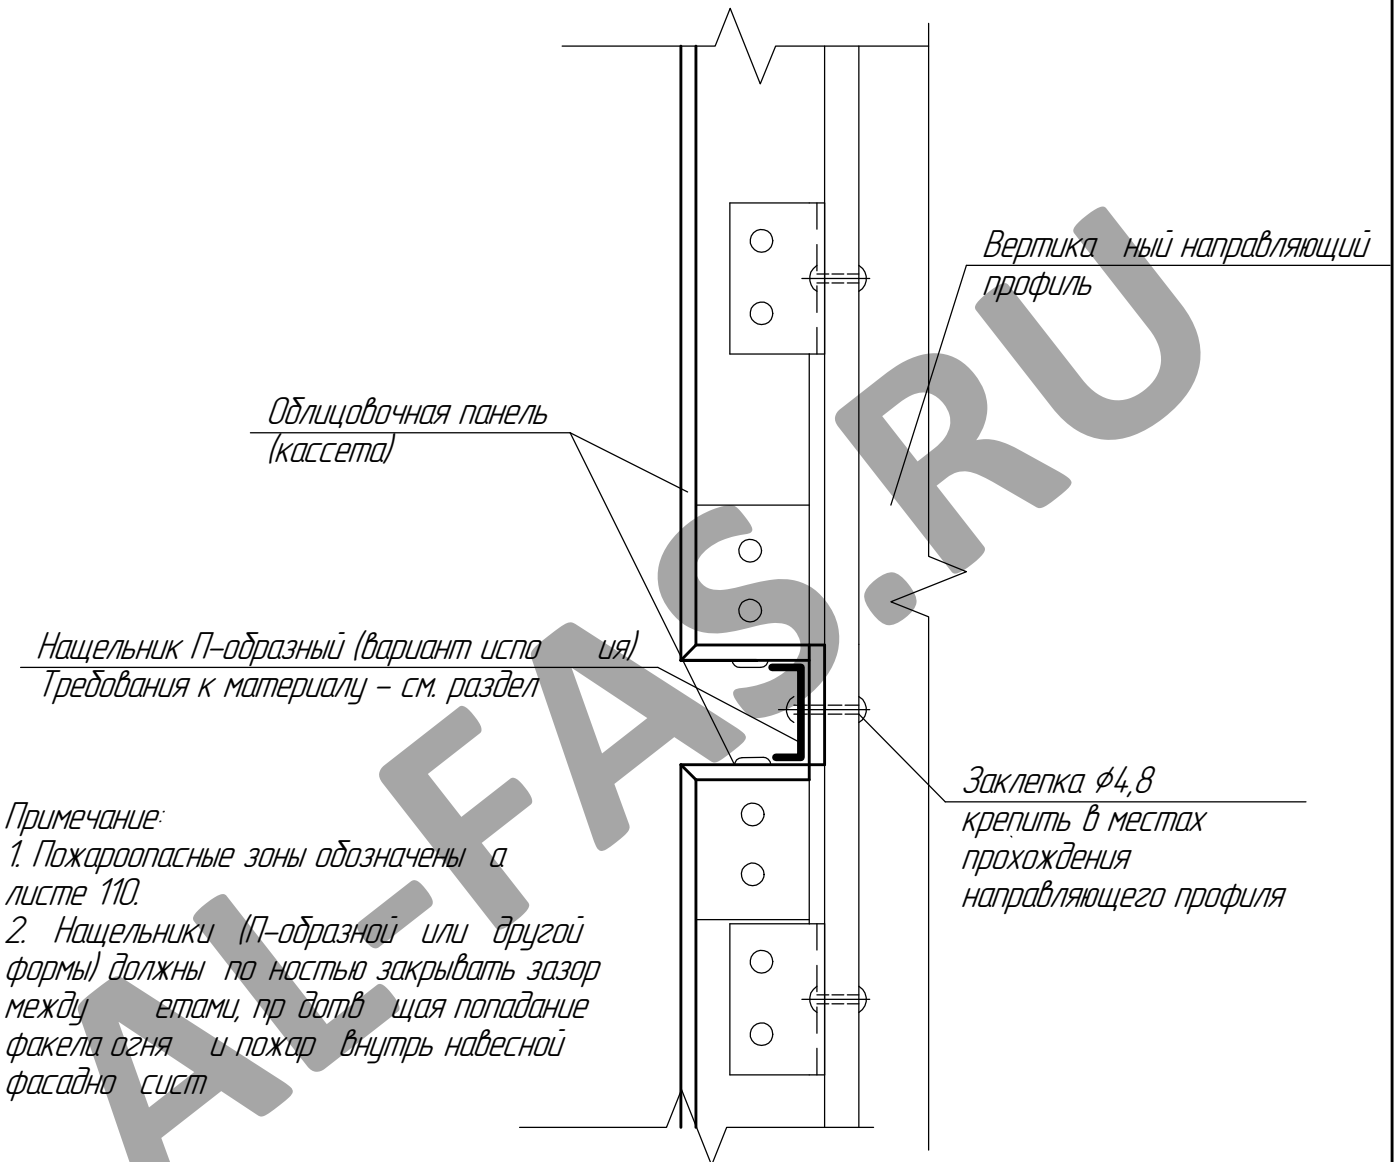 Вертика ный направляющий
профиль
Облицовочная панель
(кассета)
Нащельник П-образный (вариант испо ия)
Требования к материалу - см. раздел
Заклепка ϕ4,8
крепить в местах
прохождения
направляющего профиля
Примечание:
1. Пожароопасные зоны обозначены а
листе 110.
2. Нащельники (П-образной или другой
формы) должны по ностью закрывать зазор
между етами, пр дотв щая попадание
факела огня и пожар внутрь навесной
фасадно сист
AL-FAS.RU